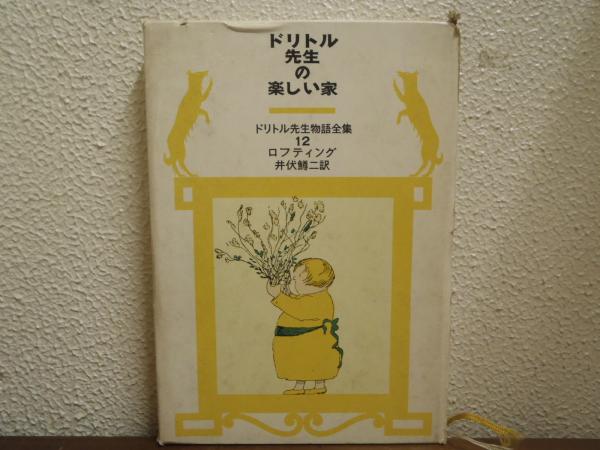 ドリトル
先生
の
楽しい家
ドリトル先生物語全集
12
ロフティング
井伏鱒二訳